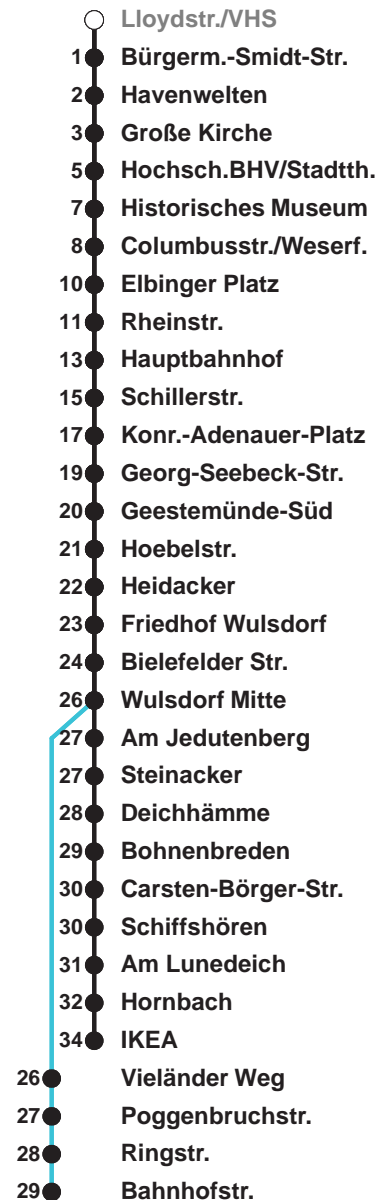 Lloydstr./VHS
1 Bürgerm.-Smidt-Str.
2 Havenwelten
3 Große Kirche
5 Hochsch.BHV/Stadtth.
7 Historisches Museum
8 Columbusstr./Weserf.
10 Elbinger Platz
11 Rheinstr.
13 Hauptbahnhof
15 Schillerstr.
17 Konr.-Adenauer-Platz
19 Georg-Seebeck-Str.
20 Geestemünde-Süd
21 Hoebelstr.
22 Heidacker
23 Friedhof Wulsdorf
24 Bielefelder Str.
26 Wulsdorf Mitte
27 Am Jedutenberg
27 Steinacker
28 Deichhämme
29 Bohnenbreden
30 Carsten-Börger-Str.
30 Schiffshören
31 Am Lunedeich
32 Hornbach
34 IKEA
26 Vieländer Weg
27 Poggenbruchstr.
28 Ringstr.
29 Bahnhofstr.